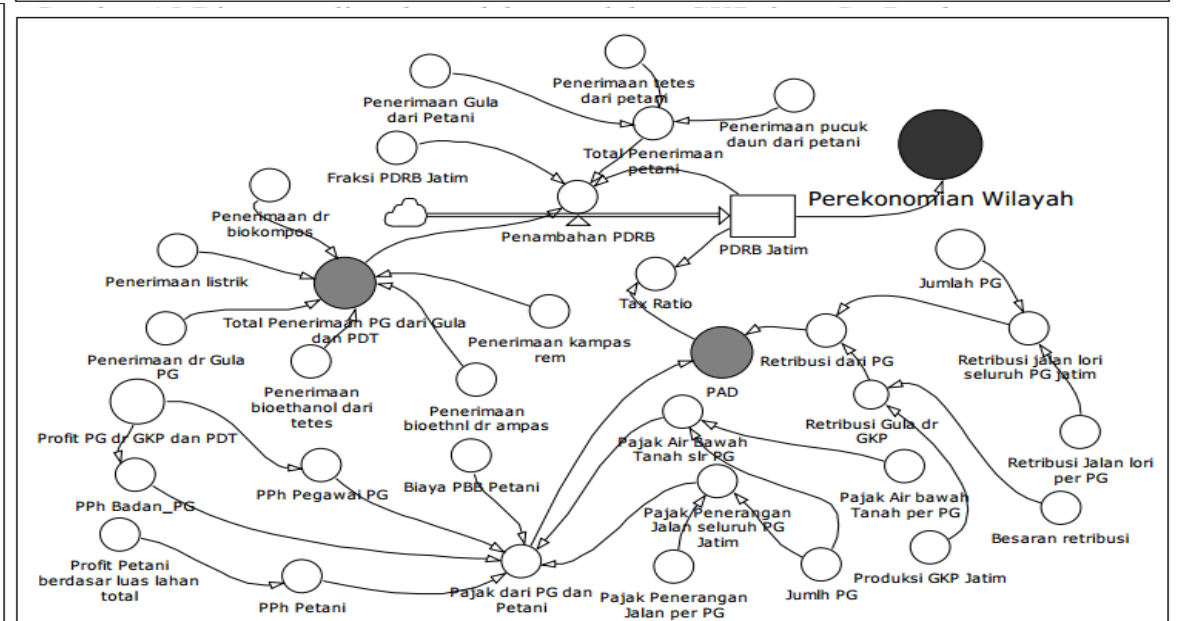 Penerimaan Gula
dari Petani
Penerimaan tetes
dari petani
Penerimaan pucuk
daun dari petani
Total Penerimaan
petani
Fraksi PDRB Jatim
Penerimaan dr
biokompos
Perekonomian Wilayah
Penambahan PDRB
PDRB Jatim
Penerimaan listrik
Tax Ratio
Jumlah PG
Total Penerimaan PG dari Gula
dan PDT
Penerimaan kampas
rem
Penerimaan dr Gula
PG
Retribusi dari PG
Retribusi jalan lori
seluruh PG jatim
Penerimaan
bioethanol dari
tetes
Penerimaan
bioethnl dr ampas
PAD
Profit PG dr GKP dan PDT
Pajak Air Bawah
Tanah slr PG
Retribusi Gula dr
GKP
Retribusi Jalan lori
per PG
PPh Badan_PG
PPh Pegawai PG
Biaya PBB Petani
Pajak Air bawah
Tanah per PG
Pajak Penerangan
Jalan seluruh PG
Jatim
Besaran retribusi
Profit Petani
berdasar luas lahan
total
PPh Petani
Pajak dari PG dan
Petani
Pajak Penerangan
Jalan per PG
Jumlh PG
Produksi GKP Jatim